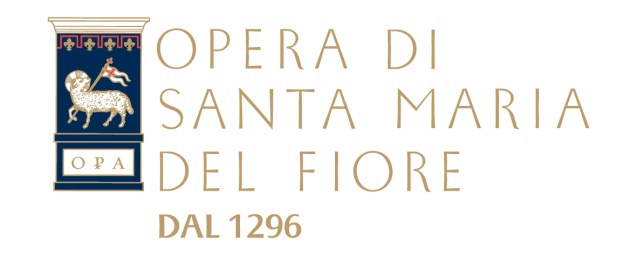 OPERA DI
SANTA MARIA
DEL FIORE
DAL 1296
OPA